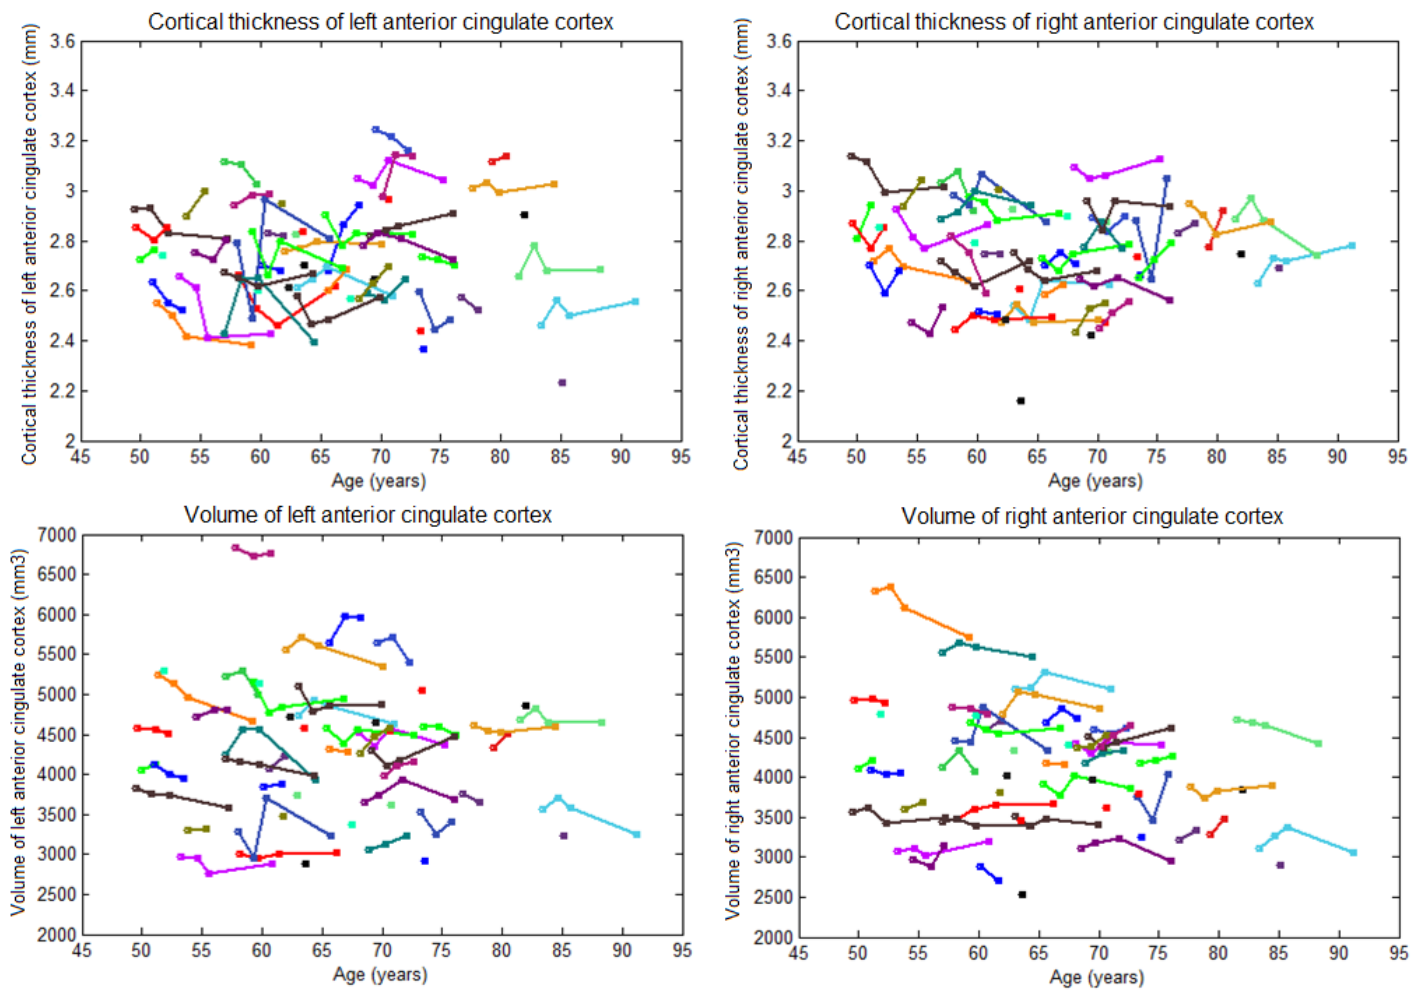 Cortical thickness of left anterior cingulate cortex
Cortical thickness of left anterior cingulate cortex (mm)
3.6
3.4
3.2
3
2.8
2.6
2.4
2.2
2
45 50 55 60 65 70 75 80 85 90 95
Age (years)
Cortical thickness of right anterior cingulate cortex
Cortical thickness of right anterior cingulate cortex (mm)
3.6
3.4
3.2
3
2.8
2.6
2.4
2.2
2
45 50 55 60 65 70 75 80 85 90 95
Age (years)
Volume of left anterior cingulate cortex
Volume of left anterior cingulate cortex (mm3)
7000
6500
6000
5500
5000
4500
4000
3500
3000
2500
2000
45 50 55 60 65 70 75 80 85 90 95
Age (years)
Volume of right anterior cingulate cortex
Volume of right anterior cingulate cortex (mm3)
7000
6500
6000
5500
5000
4500
4000
3500
3000
2500
2000
45 50 55 60 65 70 75 80 85 90 95
Age (years)